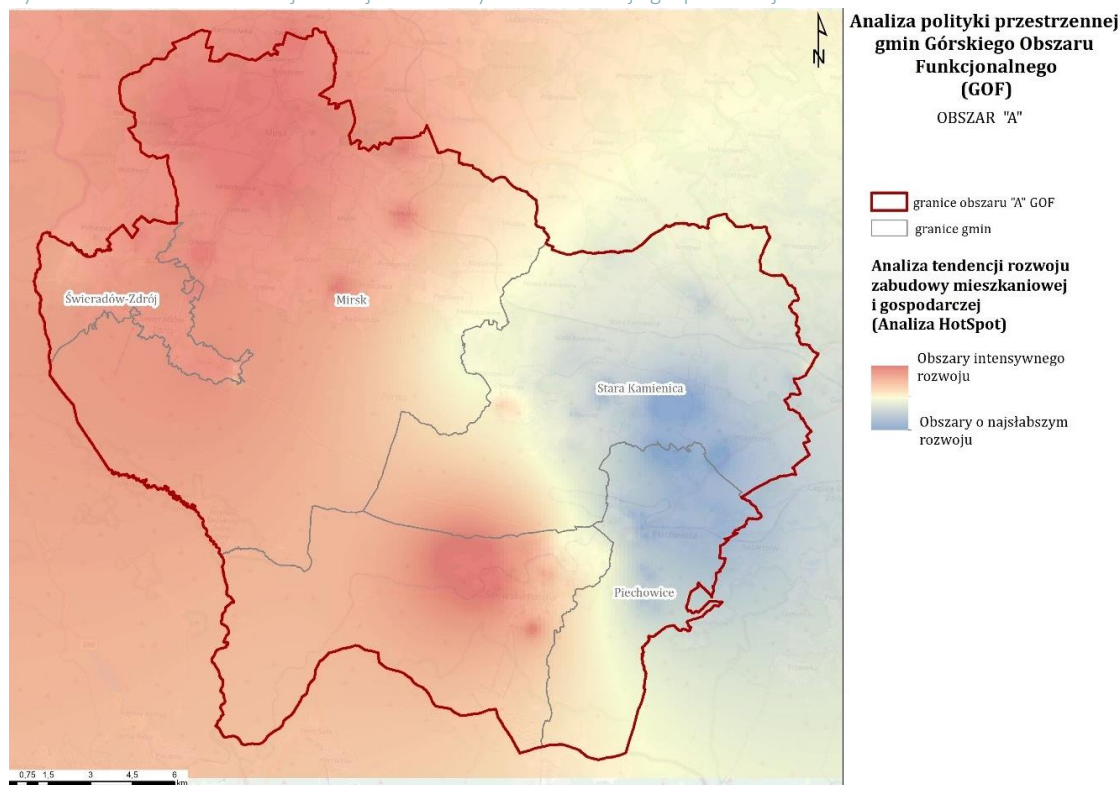 Analiza polityki przestrzennej
gmin Górskiego Obszaru
Funkcjonalnego
(GOF)
OBSZAR "A"
N
granice obszaru "A" GOF
granice gmin
Analiza tendencji rozwoju
zabudowy mieszkaniowej
i gospodarczej
(Analiza HotSpot)
Obszary intensywnego
rozwoju
Obszary o najsłabszym
rozwoju
Świeradów-Zdrój
Mirsk
Stara Kamienica
Piechowice
0,75 1,5 3 4,5 6
km